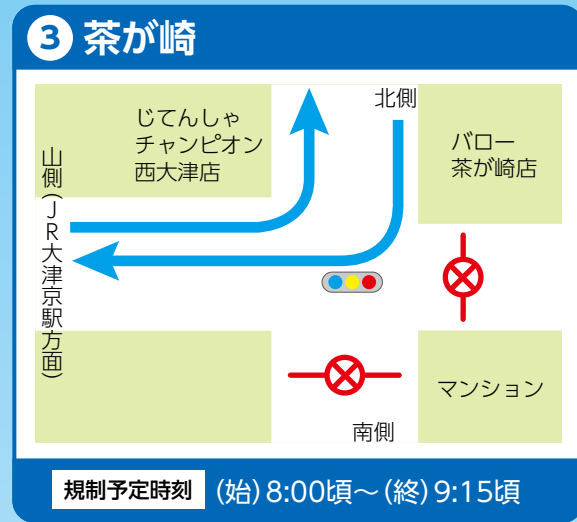 3 茶が崎
北側
じてんしゃ
チャンピオン
西大津店
バロー
茶が崎店
山側(JR大津京駅方面)
マンション
南側
規制予定時刻 (始)8:00頃〜(終)9:15頃